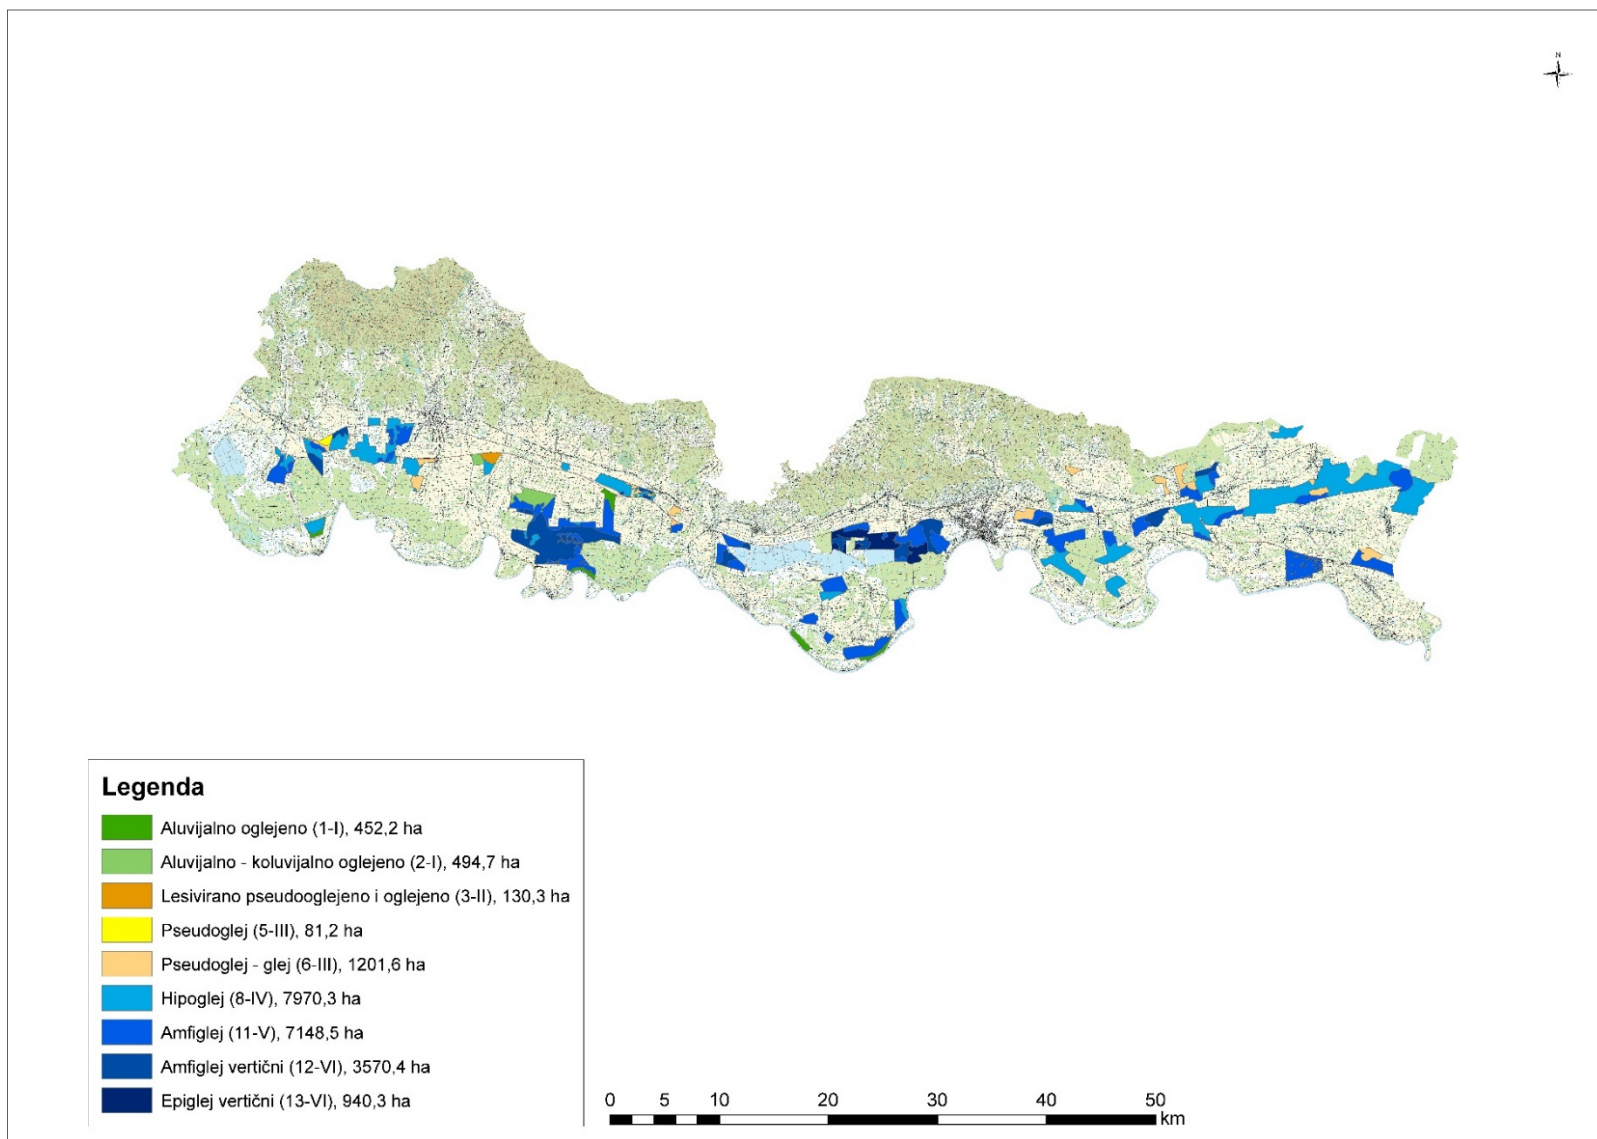 N
Legenda
Aluvijalno oglejeno (1-I), 452,2 ha
Aluvijalno - koluvijalno oglejeno (2-I), 494,7 ha
Lesivirano pseudooglejeno i oglejeno (3-II), 130,3 ha
Pseudoglej (5-III), 81,2 ha
Pseudoglej - glej (6-III), 1201,6 ha
Hipoglej (8-IV), 7970,3 ha
Amfiglej (11-V), 7148,5 ha
Amfiglej vertični (12-VI), 3570,4 ha
Epiglej vertični (13-VI), 940,3 ha
0 5 10 20 30 40 50
km